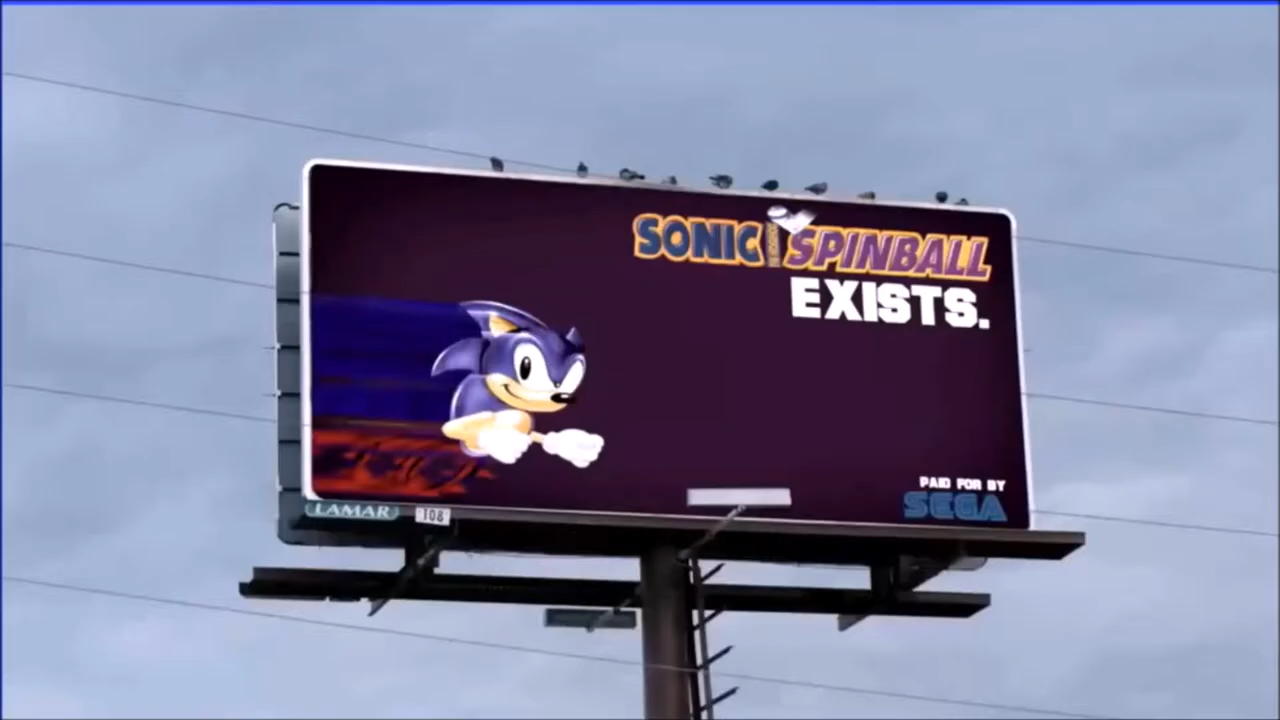 SONIC SPINBALL
EXISTS.
PAID FOR BY
SEGA
LAMAR
108